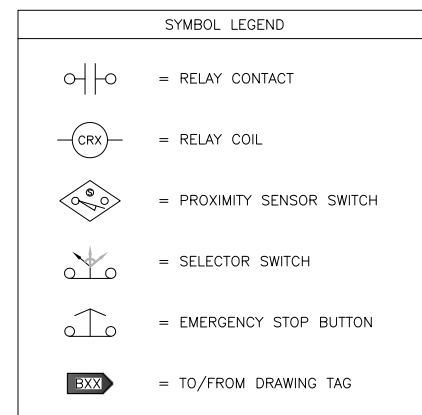 SYMBOL LEGEND
= RELAY CONTACT
CRX = RELAY COIL
S = PROXIMITY SENSOR SWITCH
= SELECTOR SWITCH
= EMERGENCY STOP BUTTON
BXX = TO/FROM DRAWING TAG